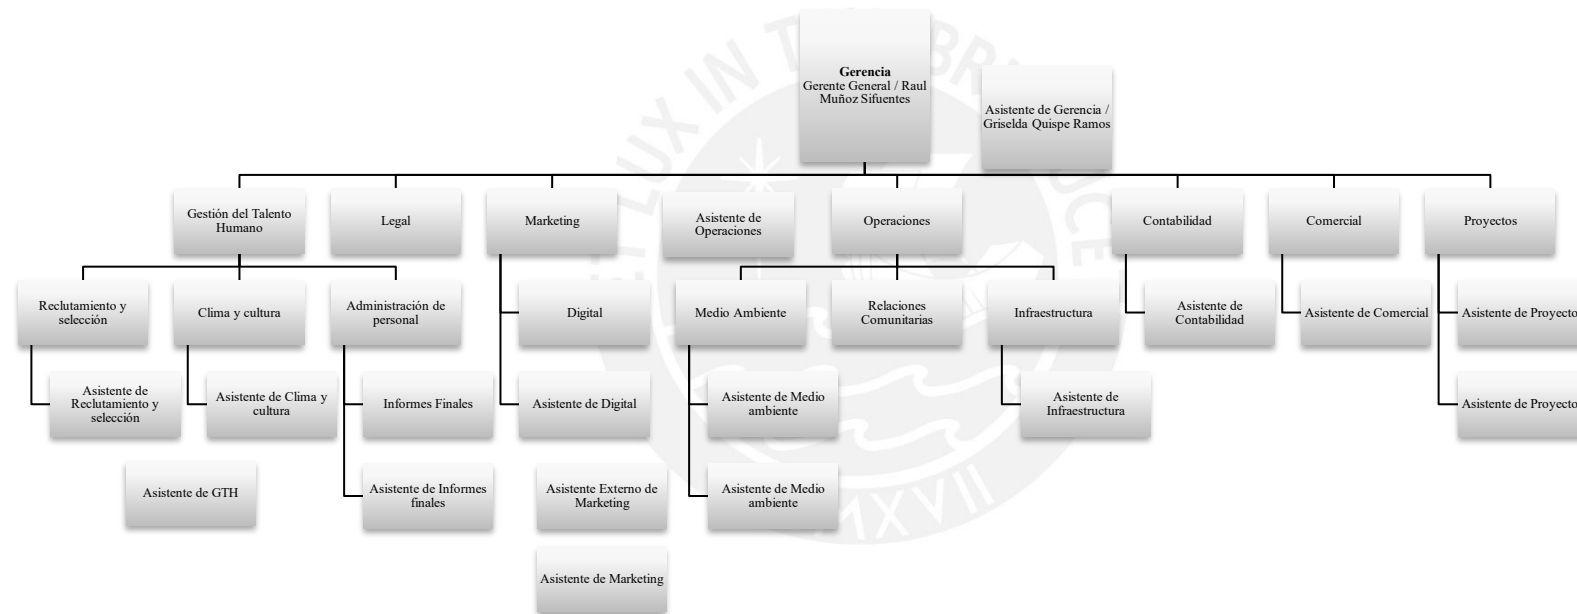 Gerencia
Gerente General / Raul
Muñoz Sifuentes
Asistente de Gerencia /
Griselda Quispe Ramos
Gestión del Talento
Humano
Legal
Marketing
Asistente de
Operaciones
Operaciones
Contabilidad
Comercial
Proyectos
Reclutamiento y
selección
Clima y cultura
Administración de
personal
Digital
Medio Ambiente
Relaciones
Comunitarias
Infraestructura
Asistente de
Contabilidad
Asistente de Comercial
Asistente de Proyecto
Asistente de
Reclutamiento y
selección
Asistente de Clima y
cultura
Informes Finales
Asistente de Digital
Asistente de Medio
ambiente
Asistente de
Infraestructura
Asistente de Proyecto
Asistente de GTH
Asistente de Informes
finales
Asistente Externo de
Marketing
Asistente de Medio
ambiente
Asistente de Marketing
ET LUX IN
MXVII